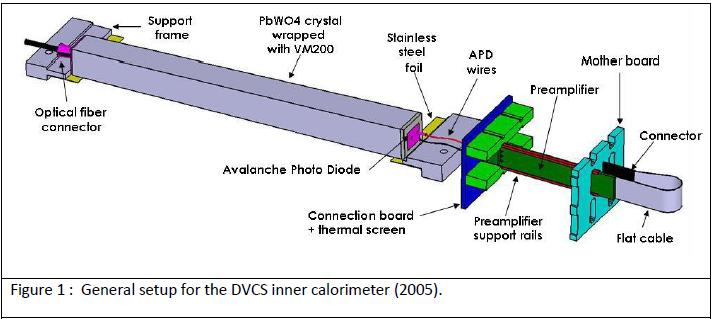 Support
frame
PbWO4 crystal
wrapped
with VM200
Stainless
steel
foil
APD
wires
Mother board
Preamplifier
Connector
Optical fiber
connector
Avalanche Photo Diode
Connection board
+ thermal screen
Preamplifier
support rails
Flat cable
Figure 1 :  General setup for the DVCS inner calorimeter (2005).